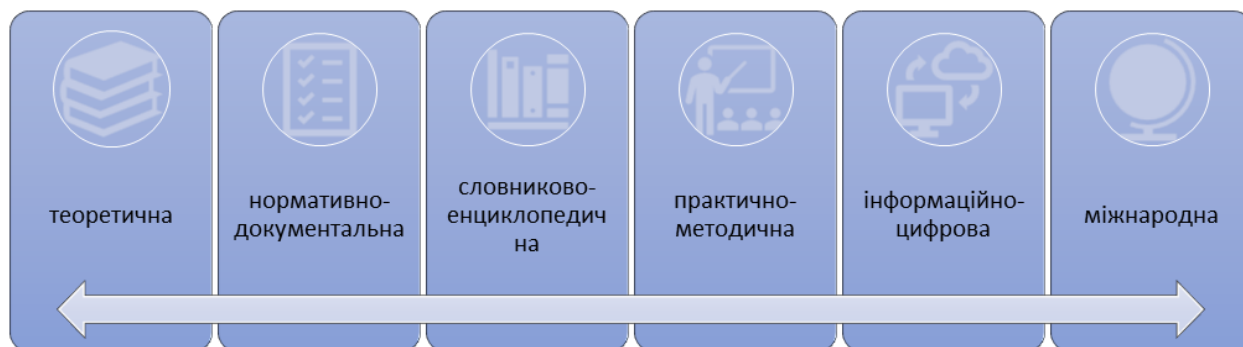 теоретична
нормативно-
документальна
словниково-
енциклопедич
на
практично-
методична
інформаційно-
цифрова
міжнародна